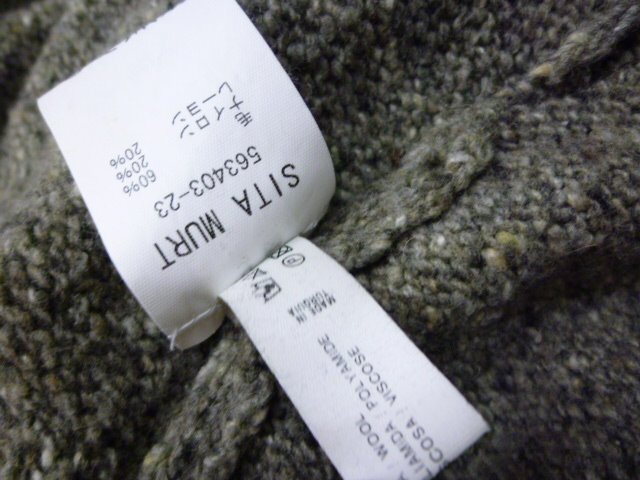 SITA MURT
563403-23
毛 60%
ナイロン 20%
レーヨン 20%
MADE IN
TURQUIA
/ WOOL
/ POLYAMIDE
/ VISCOSE